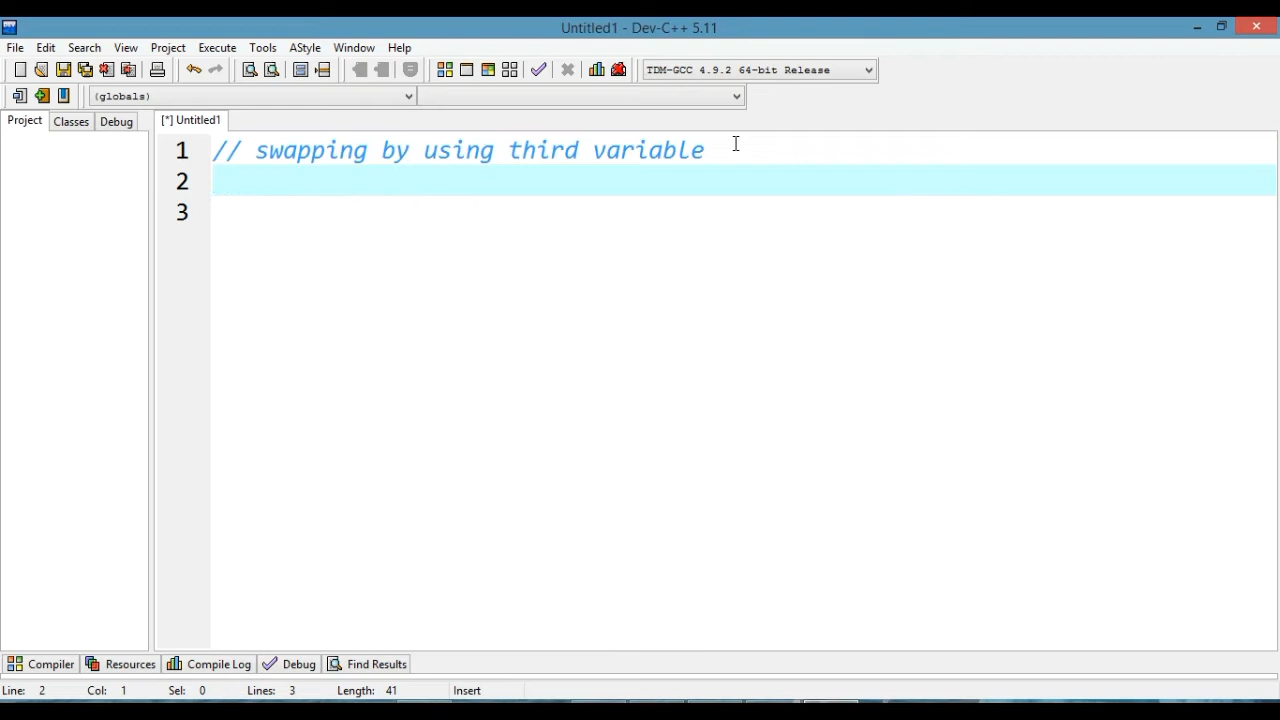 Untitled1 - Dev-C++ 5.11
File Edit Search View Project Execute Tools AStyle Window Help
TDM-GCC 4.9.2 64-bit Release
(globals)
Project Classes Debug [*] Untitled1
1 // swapping by using third variable
2
3
Compiler Resources Compile Log Debug Find Results
Line: 2 Col: 1 Sel: 0 Lines: 3 Length: 41 Insert